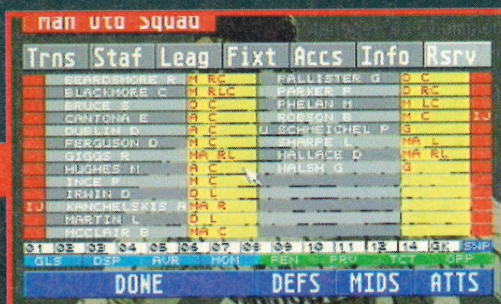 Man Utd Squad
Trns Staf Leag Fixt Accs Info Rsrv
BEARDSMORE R M RC
BLACKMORE C M RLC
BRUCE S D C
CANTONA E A C
DUBLIN D A C
FERGUSON D M C
GIGGS R MA RL
HUGHES M A C
INCE P M C
IRWIN D D L
IJ KANCHELSKIS A MA R
MARTIN L D L
MCCLAIR B MA C
PALLISTER G D C
PARKER P D RC
PHELAN M M LC
ROBSON B M C IJ
U SCHMEICHEL P G
SHARPE L MA L
WALLACE D MA RL
WALSH G G
01 02 03 04 05 06 07 08 09 10 11 12 14 GK SWP
GLS DSP AVR MOM PEN PRV TCT OPP
DONE DEFS MIDS ATTS